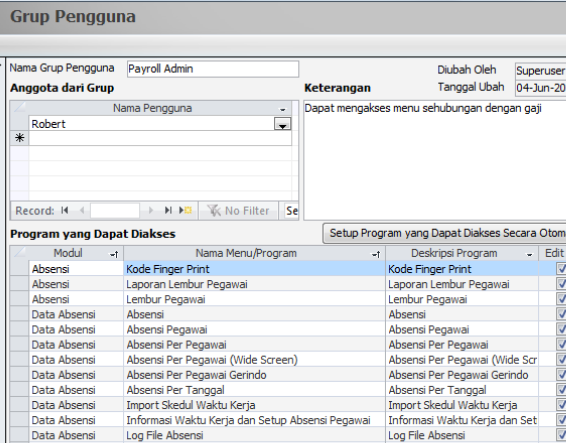 Grup Pengguna
Nama Grup Pengguna Payroll Admin Diubah Oleh Superuser
Anggota dari Grup Keterangan Tanggal Ubah 04-Jun-20
Nama Pengguna Dapat mengakses menu sehubungan dengan gaji
Robert
Record: No Filter Se
Program yang Dapat Diakses Setup Program yang Dapat Diakses Secara Otom
Modul Nama Menu/Program Deskripsi Program Edit
Absensi Kode Finger Print Kode Finger Print
Absensi Laporan Lembur Pegawai Laporan Lembur Pegawai
Absensi Lembur Pegawai Lembur Pegawai
Data Absensi Absensi Absensi
Data Absensi Absensi Pegawai Absensi Pegawai
Data Absensi Absensi Per Pegawai Absensi Per Pegawai
Data Absensi Absensi Per Pegawai (Wide Screen) Absensi Per Pegawai (Wide Scr
Data Absensi Absensi Per Pegawai Gerindo Absensi Per Pegawai Gerindo
Data Absensi Absensi Per Tanggal Absensi Per Tanggal
Data Absensi Import Skedul Waktu Kerja Import Skedul Waktu Kerja
Data Absensi Informasi Waktu Kerja dan Setup Absensi Pegawai Informasi Waktu Kerja dan Set
Data Absensi Log File Absensi Log File Absensi